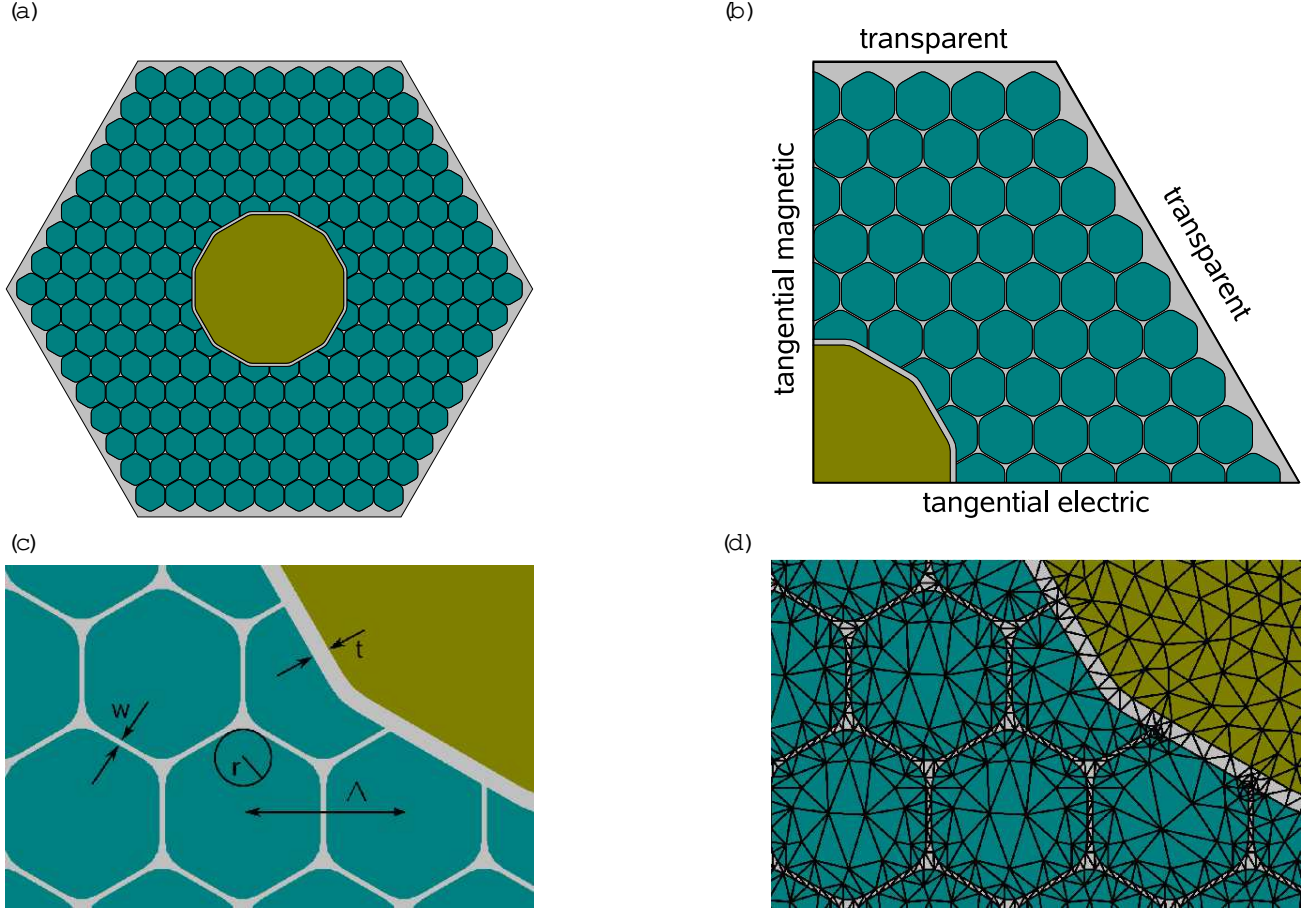 (a)
(b)
transparent
tangential magnetic
transparent
tangential electric
(c)
(d)
t
w
r
Λ